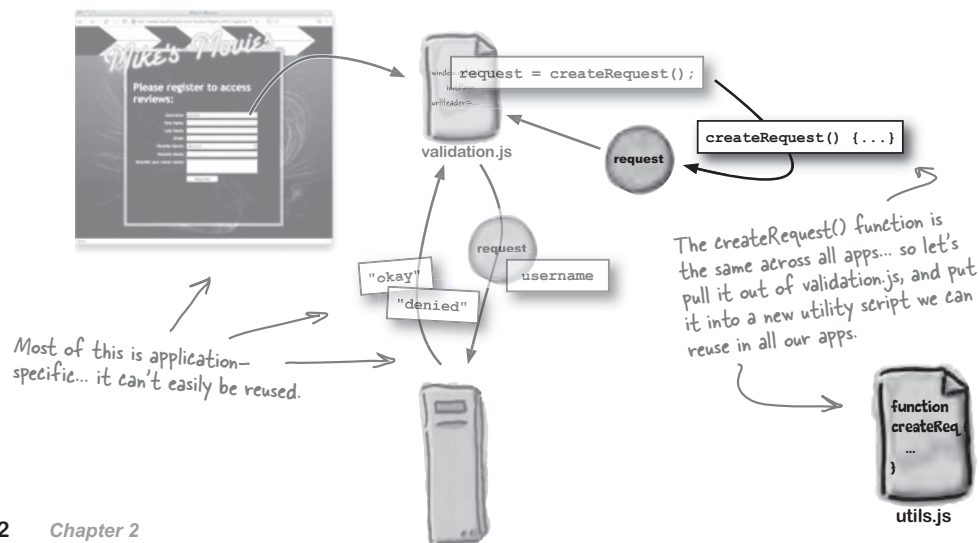 Mike's Movies
Please register to access
reviews:
window
initPage
urlHeader=...
request = createRequest();
validation.js
request
createRequest() {...}
request
username
"okay"
"denied"
The createRequest() function is
the same across all apps... so let's
pull it out of validation.js, and put
it into a new utility script we can
reuse in all our apps.
Most of this is application-
specific... it can't easily be reused.
function
createReq
...
}
utils.js
2 Chapter 2